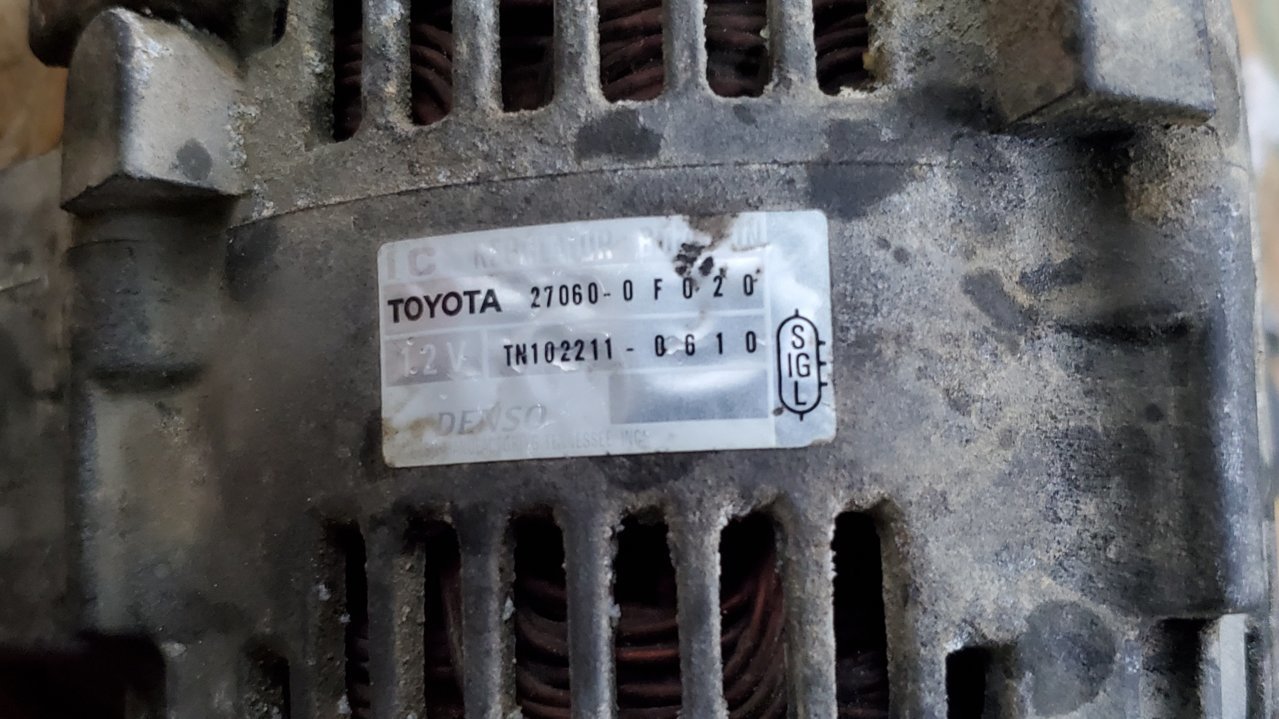 IC
TOYOTA 27060-0F020
12V TN102211-0610
S
IG
L
DENSO